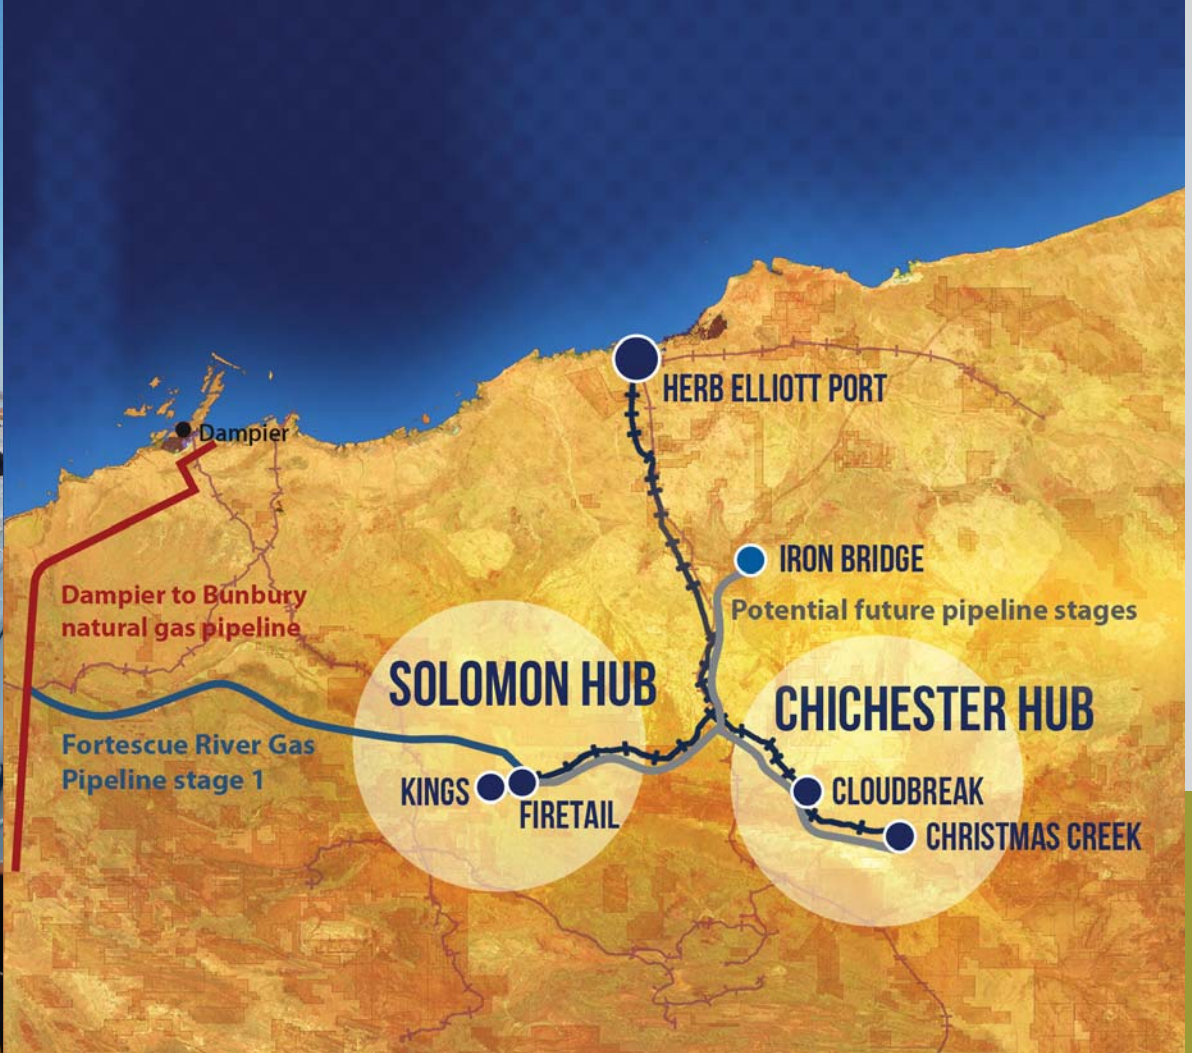 HERB ELLIOTT PORT
Dampier
IRON BRIDGE
Dampier to Bunbury
natural gas pipeline
Potential future pipeline stages
SOLOMON HUB
CHICHESTER HUB
Fortescue River Gas
Pipeline stage 1
KINGS
FIRETAIL
CLOUDBREAK
CHRISTMAS CREEK